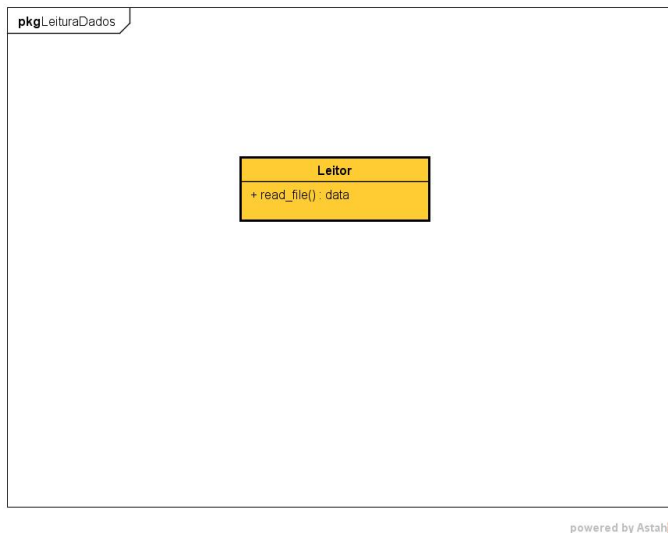 pkgLeituraDados
Leitor
+ read_file() : data
powered by Astah